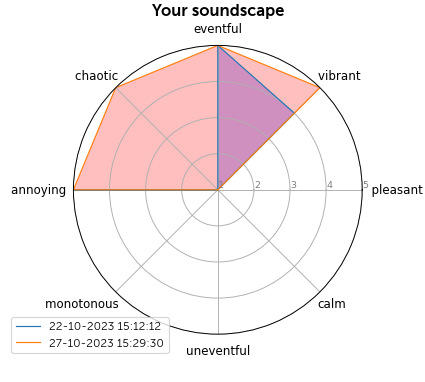 Your soundscape
eventful
chaotic
vibrant
annoying
1
2
3
4
5
pleasant
monotonous
calm
22-10-2023 15:12:12
27-10-2023 15:29:30
uneventful